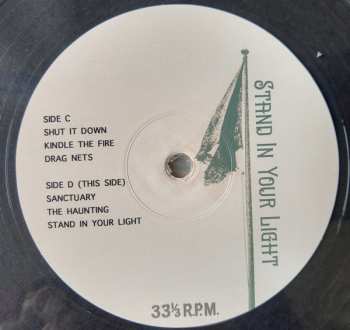 SIDE C
SHUT IT DOWN
KINDLE THE FIRE
DRAG NETS
SIDE D (THIS SIDE)
SANCTUARY
THE HAUNTING
STAND IN YOUR LIGHT
STAND IN YOUR LIGHT
33⅓ R.P.M.